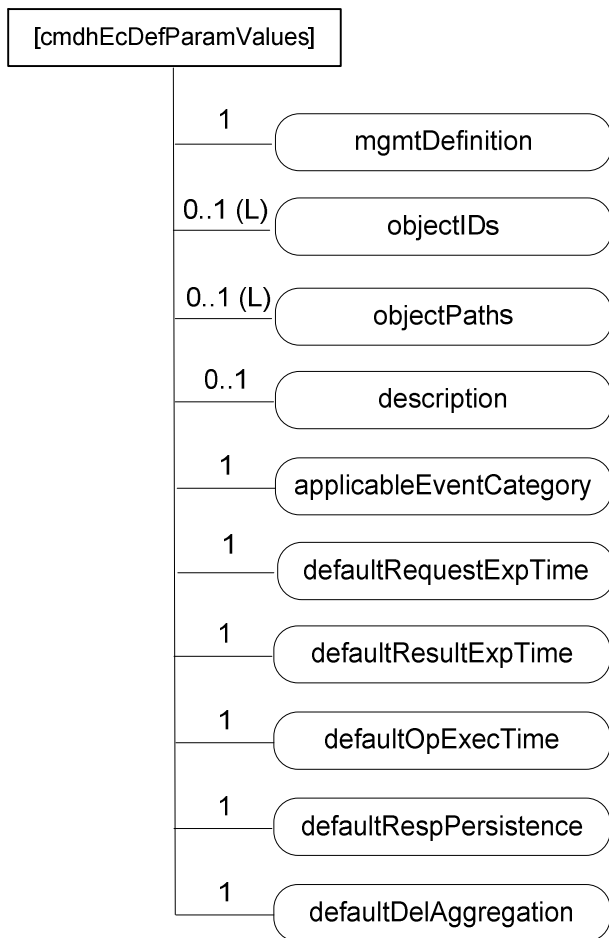 [cmdhEcDefParamValues]
1
mgmtDefinition
0..1 (L)
objectIDs
0..1 (L)
objectPaths
0..1
description
1
applicableEventCategory
1
defaultRequestExpTime
1
defaultResultExpTime
1
defaultOpExecTime
1
defaultRespPersistence
1
defaultDelAggregation